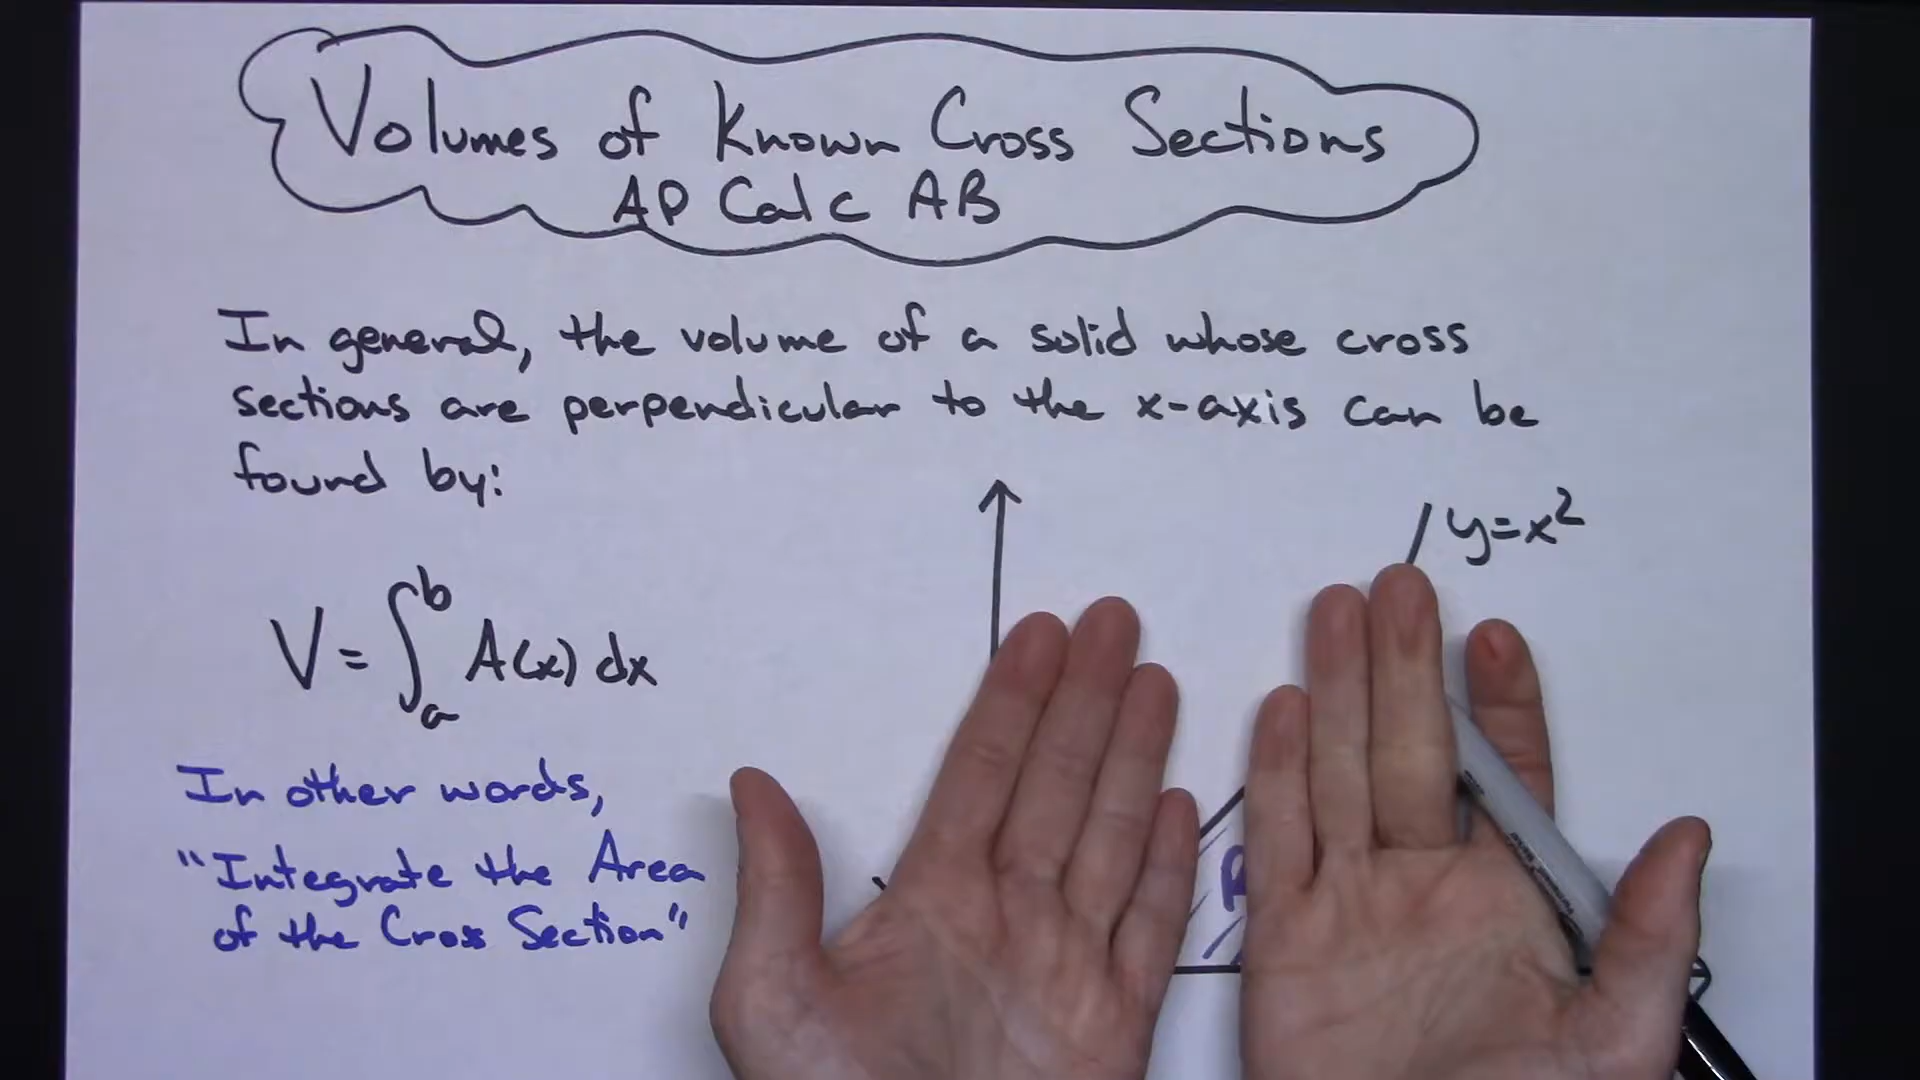 Volumes of Known Cross Sections
AP Calc AB
In general, the volume of a solid whose cross
sections are perpendicular to the x-axis can be
found by:
y=x²
V = ∫_a^b A(x) dx
In other words,
"Integrate the Area
of the Cross Section"
R